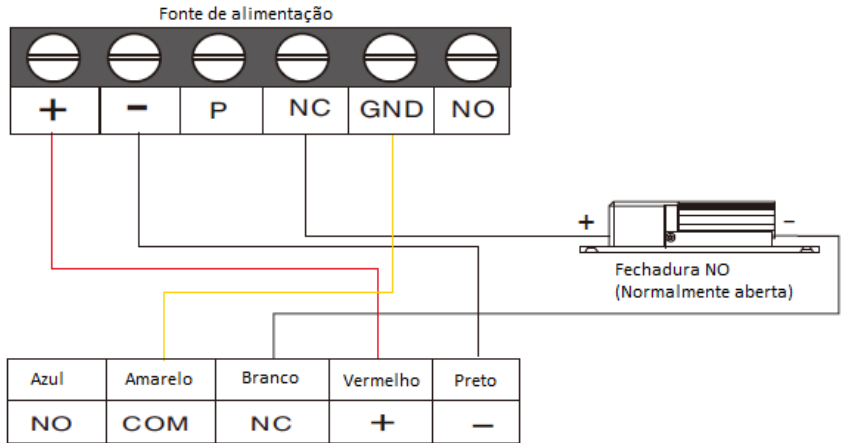 Fonte de alimentação
+ - P NC GND NO
+ -
Fechadura NO
(Normalmente aberta)
Azul Amarelo Branco Vermelho Preto
NO COM NC + -